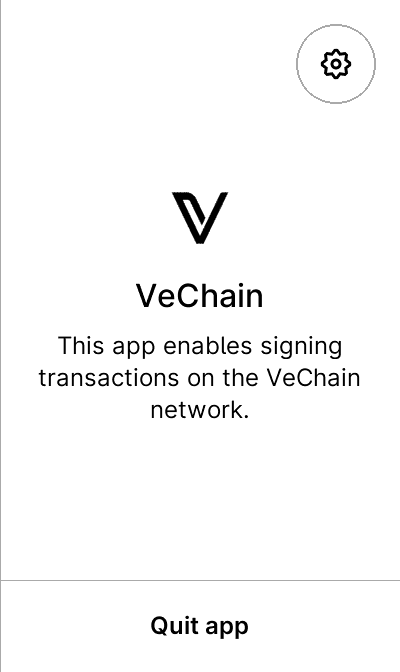 VeChain
This app enables signing
transactions on the VeChain
network.
Quit app